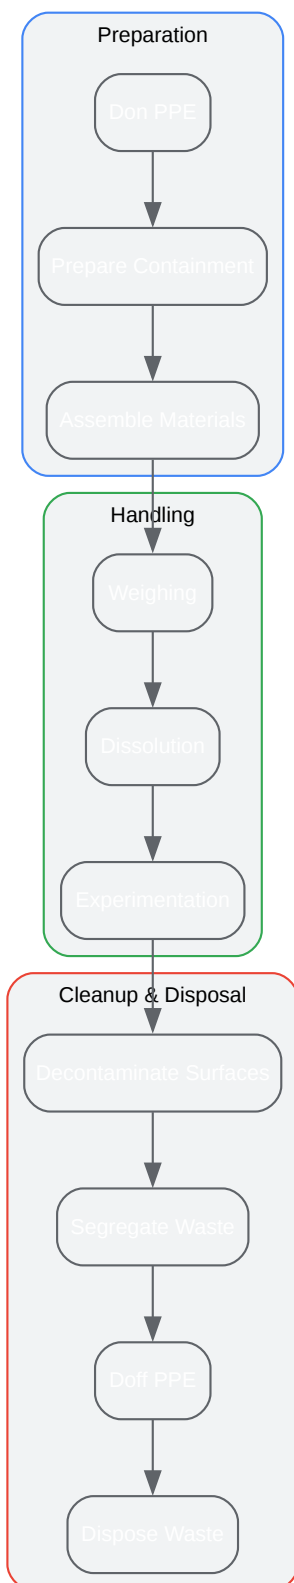 Preparation
Don PPE
Prepare Containment
Assemble Materials
Handling
Weighing
Dissolution
Experimentation
Cleanup & Disposal
Decontaminate Surfaces
Segregate Waste
Doff PPE
Dispose Waste